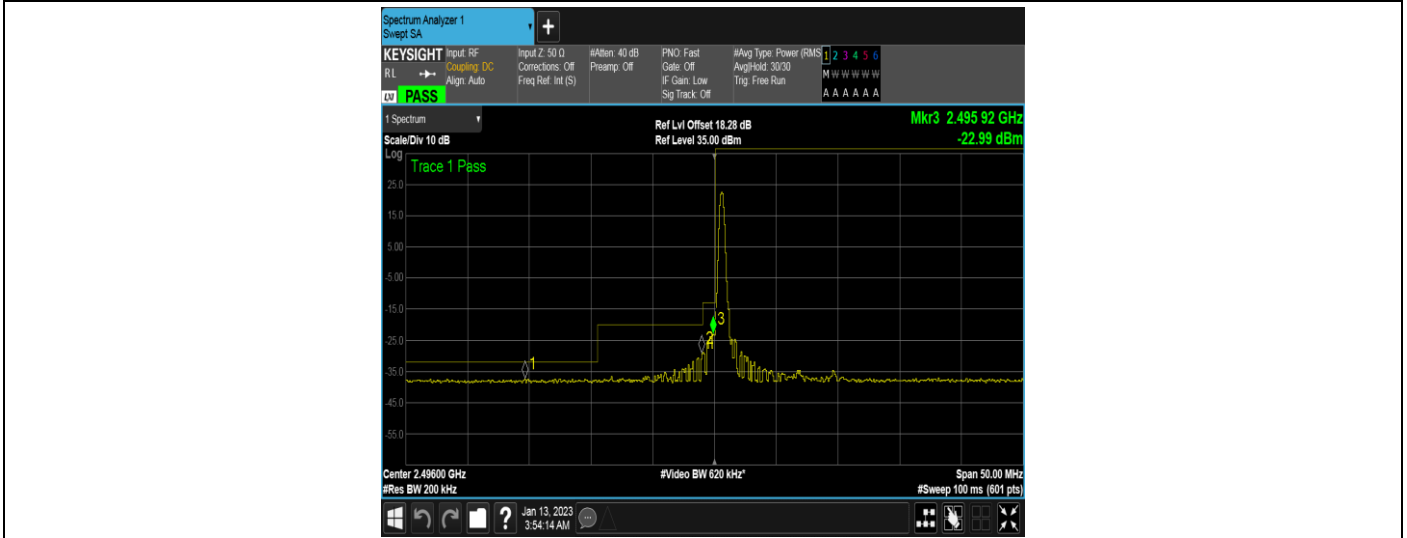 Spectrum Analyzer 1
Swept SA
KEYSIGHT Input: RF Input Z: 50 Ω #Atten: 40 dB PNO: Fast #Avg Type: Power (RMS 1 2 3 4 5 6
RL Coupling: DC Corrections: Off Preamp: Off Gate: Off Avg|Hold: 30/30 M W W W W W
Align: Auto Freq Ref: Int (S) IF Gain: Low Trig: Free Run
LXI PASS Sig Track: Off A A A A A A
1 Spectrum Ref Lvl Offset 18.28 dB Mkr3 2.495 92 GHz
Scale/Div 10 dB Ref Level 35.00 dBm -22.99 dBm
Log
Trace 1 Pass
25.0
15.0
5.00
-5.00
-15.0
3
2
-25.0
1
-35.0
-45.0
-55.0
Center 2.49600 GHz #Video BW 620 kHz* Span 50.00 MHz
#Res BW 200 kHz #Sweep 100 ms (601 pts)
? Jan 13, 2023
3:54:14 AM